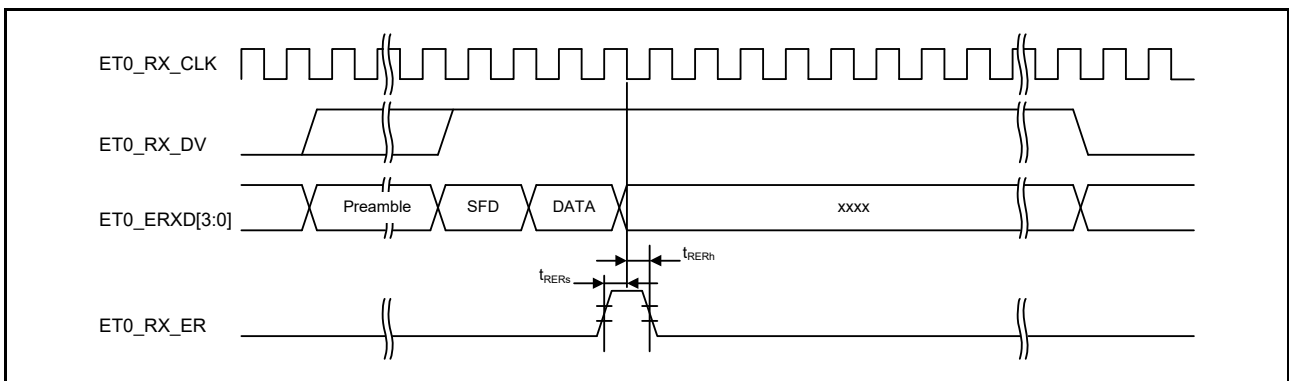 ET0_RX_CLK
ET0_RX_DV
ET0_ERXD[3:0] Preamble SFD DATA xxxx
tRERh
tRERs
ET0_RX_ER